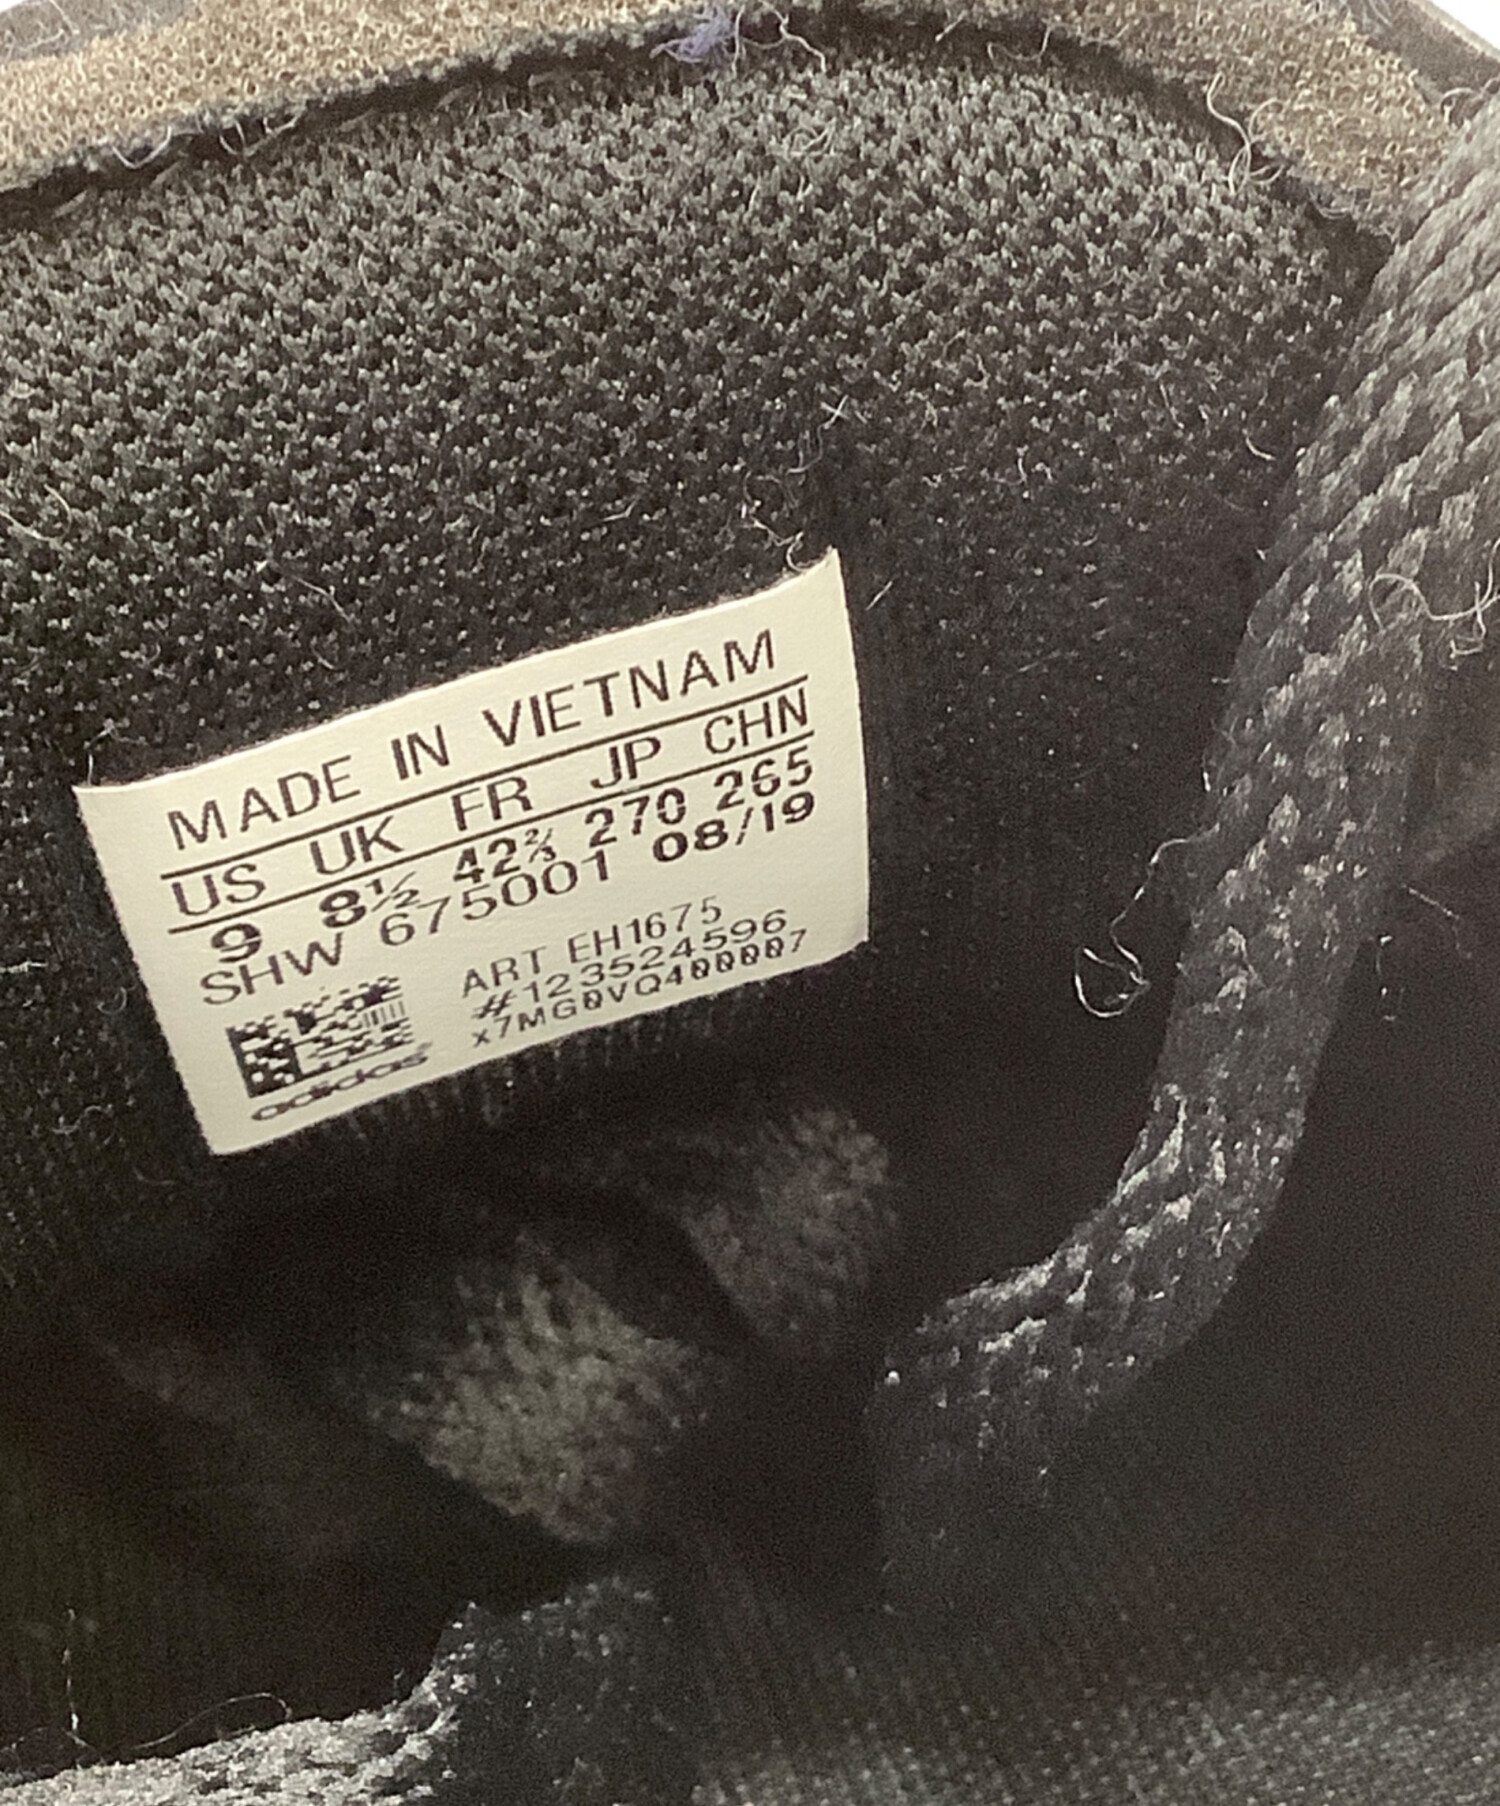 MADE IN VIETNAM
US UK FR JP CHN
9 8½ 42⅔ 270 265
SHW 675001 08/19
ART EH1675
#123524596
x7MG0VQ400007
adidas